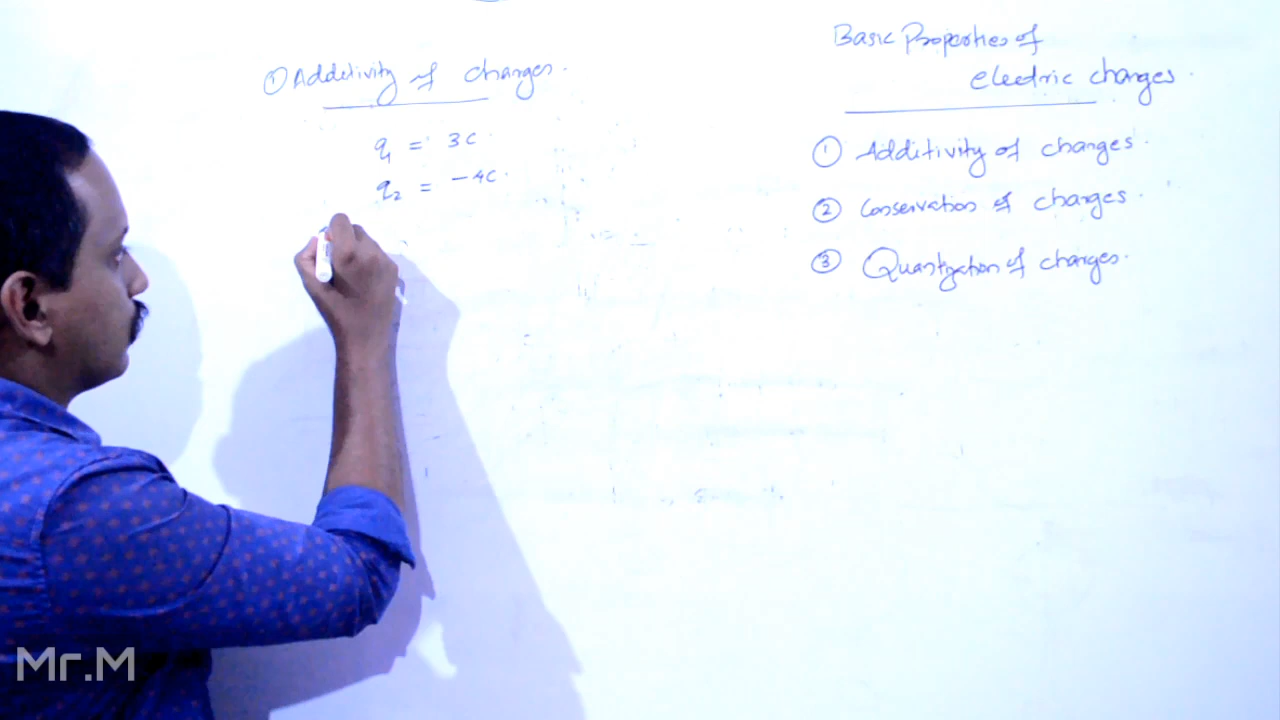 ① Additivity of charges.
q1 = 3C
q2 = -4C.
Basic Properties of
electric charges.
① Additivity of charges.
② Conservation of charges.
③ Quantization of charges.
Mr.M